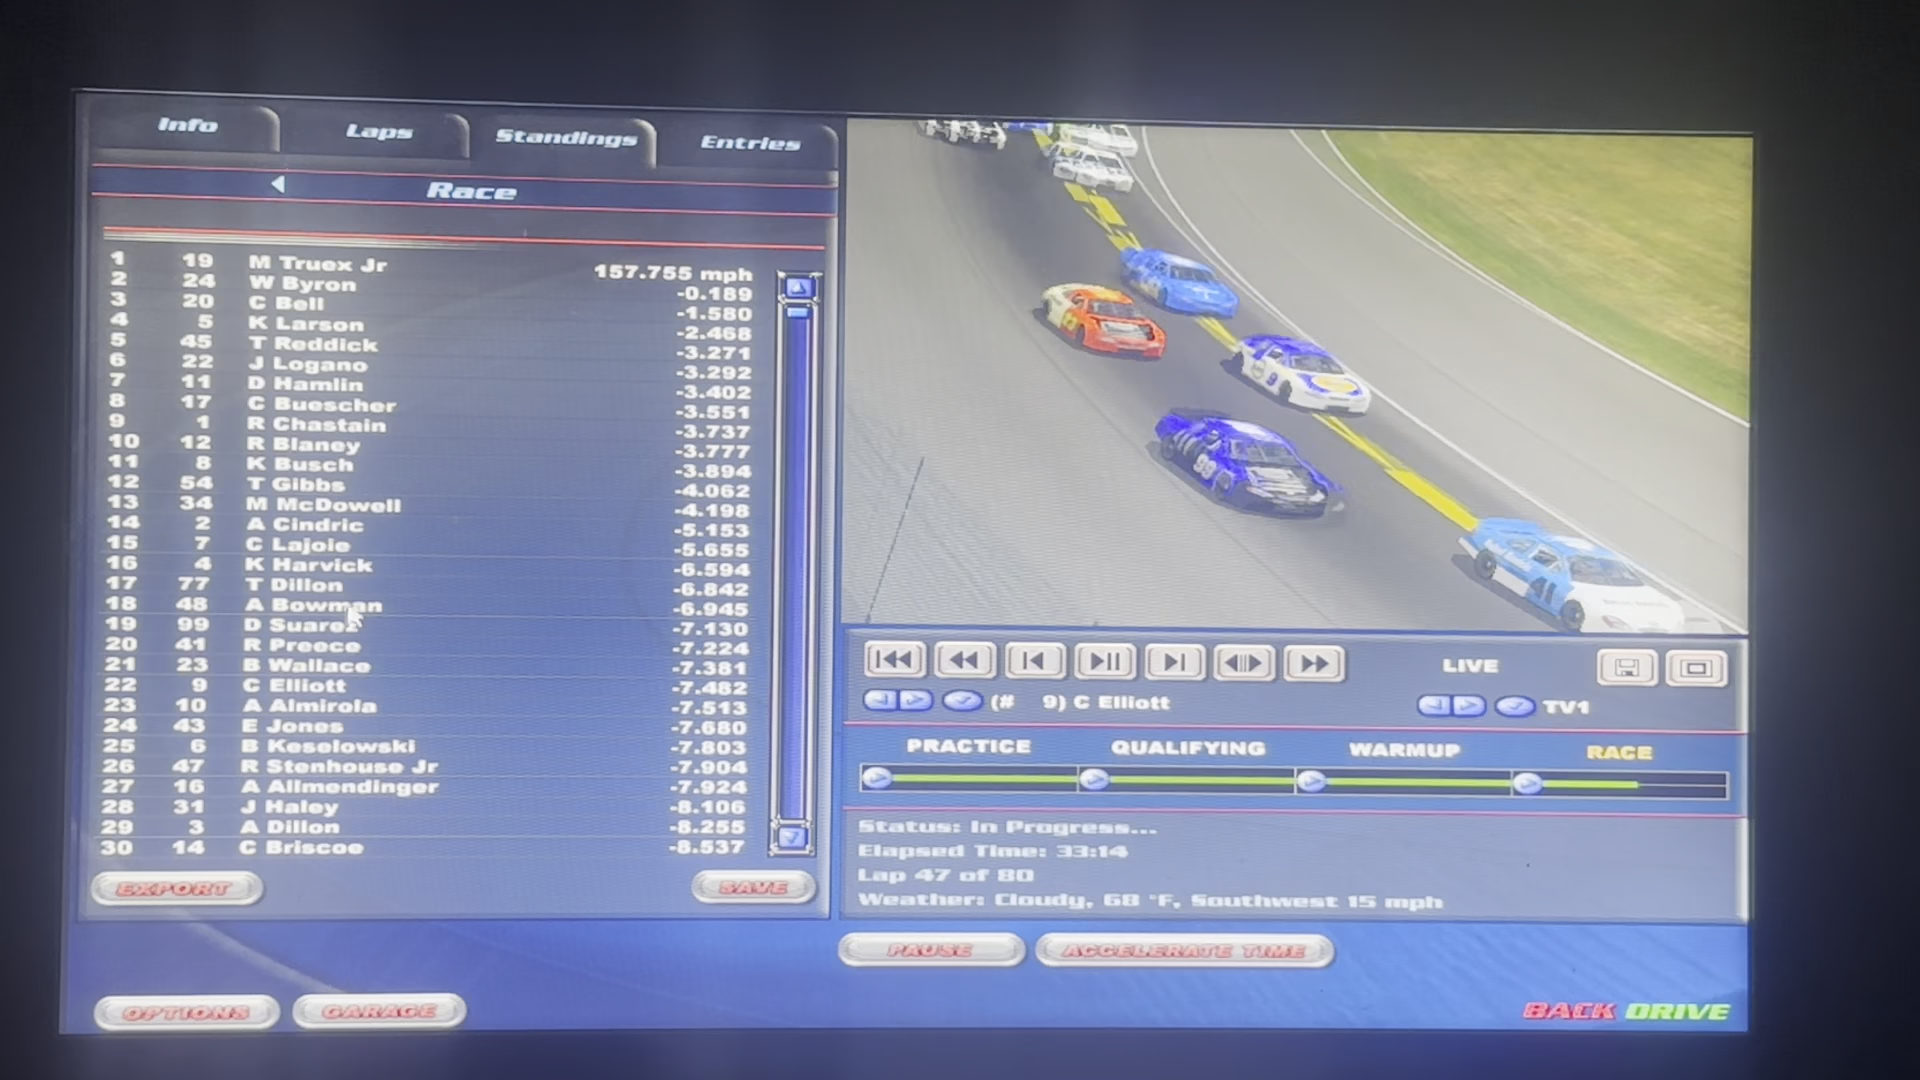 Info Laps Standings Entries
Race
1 19 M Truex Jr 157.755 mph
2 24 W Byron -0.189
3 20 C Bell -1.580
4 5 K Larson -2.468
5 45 T Reddick -3.271
6 22 J Logano -3.292
7 11 D Hamlin -3.402
8 17 C Buescher -3.551
9 1 R Chastain -3.737
10 12 R Blaney -3.777
11 8 K Busch -3.894
12 54 T Gibbs -4.062
13 34 M McDowell -4.198
14 2 A Cindric -5.153
15 7 C Lajoie -5.655
16 4 K Harvick -6.594
17 77 T Dillon -6.842
18 48 A Bowman -6.945
19 99 D Suarez -7.130
20 41 R Preece -7.224
21 23 B Wallace -7.381
22 9 C Elliott -7.482
23 10 A Almirola -7.513
24 43 E Jones -7.680
25 6 B Keselowski -7.803
26 47 R Stenhouse Jr -7.904
27 16 A Allmendinger -7.924
28 31 J Haley -8.106
29 3 A Dillon -8.255
30 14 C Briscoe -8.537
EXPORT SAVE
OPTIONS GARAGE
9
99
41
LIVE
(# 9) C Elliott TV1
PRACTICE QUALIFYING WARMUP RACE
Status: In Progress...
Elapsed Time: 33:14
Lap 47 of 80
Weather: Cloudy, 68 °F, Southwest 15 mph
PAUSE ACCELERATE TIME
BACK DRIVE